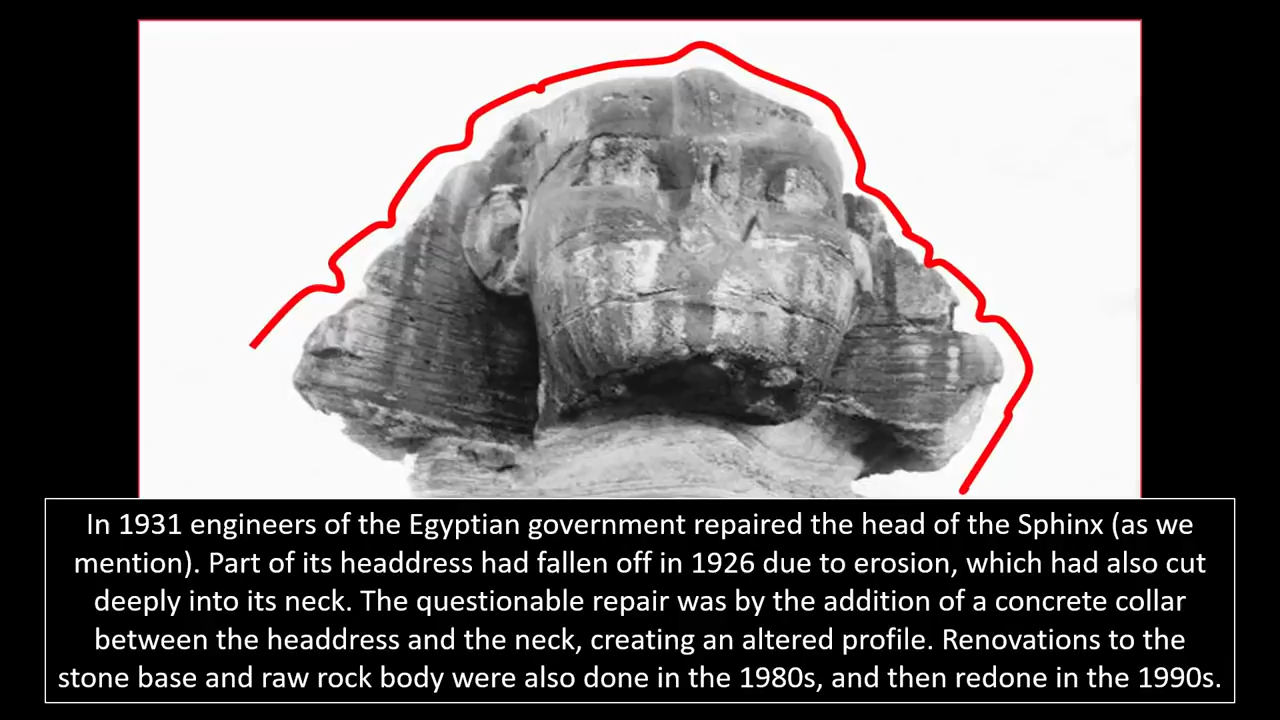 In 1931 engineers of the Egyptian government repaired the head of the Sphinx (as we
mention). Part of its headdress had fallen off in 1926 due to erosion, which had also cut
deeply into its neck. The questionable repair was by the addition of a concrete collar
between the headdress and the neck, creating an altered profile. Renovations to the
stone base and raw rock body were also done in the 1980s, and then redone in the 1990s.